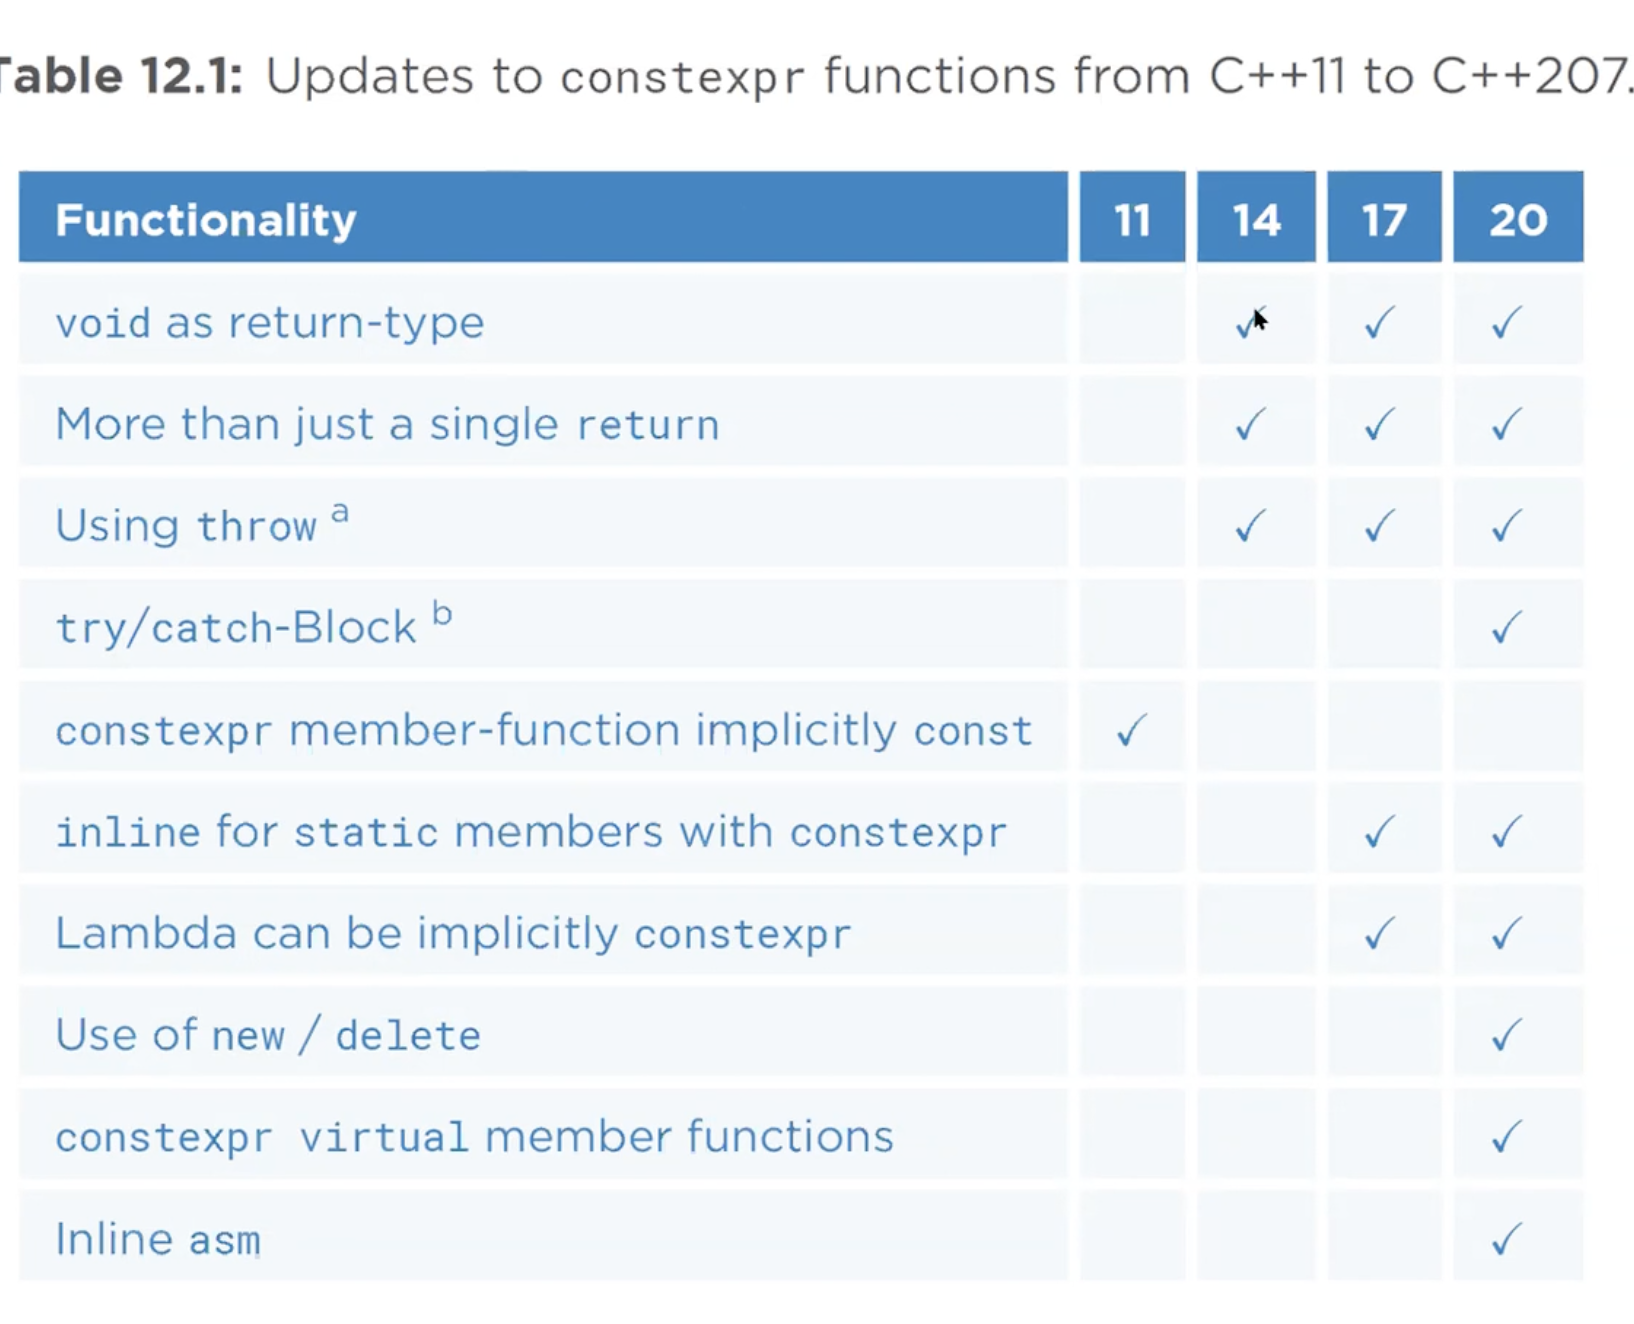 Table 12.1: Updates to constexpr functions from C++11 to C++207.
Functionality 11 14 17 20
void as return-type ✓ ✓ ✓
More than just a single return ✓ ✓ ✓
Using throw a ✓ ✓ ✓
try/catch-Block b ✓
constexpr member-function implicitly const ✓
inline for static members with constexpr ✓ ✓
Lambda can be implicitly constexpr ✓ ✓
Use of new / delete ✓
constexpr virtual member functions ✓
Inline asm ✓